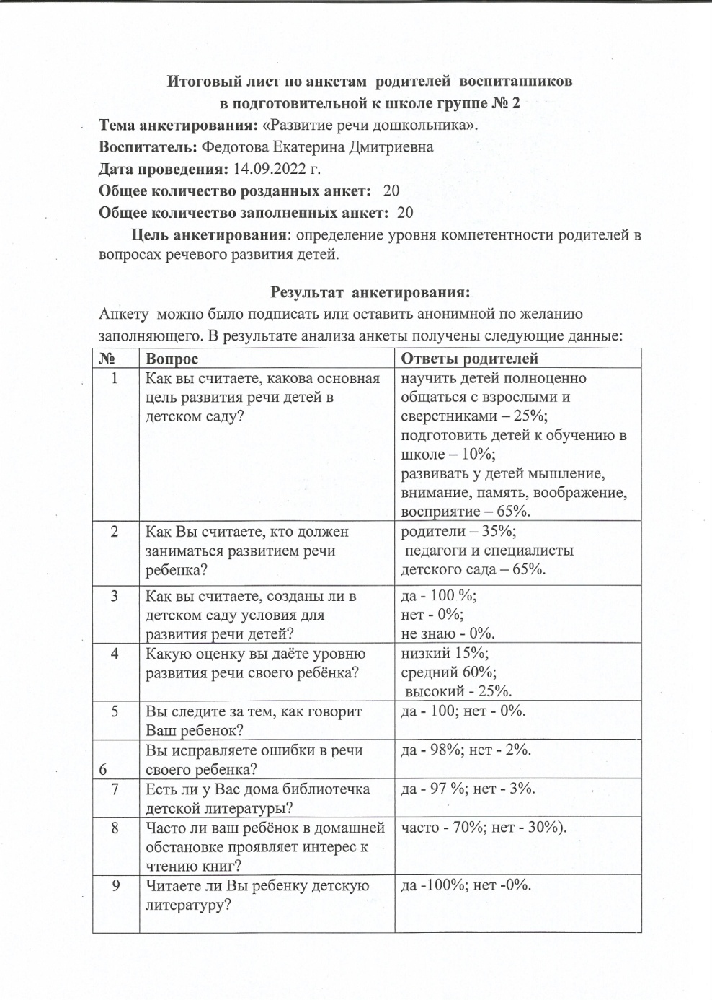 Итоговый лист по анкетам родителей воспитанников
в подготовительной к школе группе № 2
Тема анкетирования: «Развитие речи дошкольника».
Воспитатель: Федотова Екатерина Дмитриевна
Дата проведения: 14.09.2022 г.
Общее количество розданных анкет: 20
Общее количество заполненных анкет: 20
Цель анкетирования: определение уровня компетентности родителей в
вопросах речевого развития детей.
Результат анкетирования:
Анкету можно было подписать или оставить анонимной по желанию
заполняющего. В результате анализа анкеты получены следующие данные:
№ Вопрос Ответы родителей
1 Как вы считаете, какова основная
цель развития речи детей в
детском саду?
научить детей полноценно
общаться с взрослыми и
сверстниками – 25%;
подготовить детей к обучению в
школе – 10%;
развивать у детей мышление,
внимание, память, воображение,
восприятие – 65%.
2 Как Вы считаете, кто должен
заниматься развитием речи
ребенка?
родители – 35%;
педагоги и специалисты
детского сада – 65%.
3 Как вы считаете, созданы ли в
детском саду условия для
развития речи детей?
да - 100 %;
нет - 0%;
не знаю - 0%.
4 Какую оценку вы даёте уровню
развития речи своего ребёнка?
низкий 15%;
средний 60%;
высокий - 25%.
5 Вы следите за тем, как говорит
Ваш ребенок?
да - 100; нет - 0%.
Вы исправляете ошибки в речи
6 своего ребенка?
да - 98%; нет - 2%.
7 Есть ли у Вас дома библиотечка
детской литературы?
да - 97 %; нет - 3%.
8 Часто ли ваш ребёнок в домашней
обстановке проявляет интерес к
чтению книг?
часто - 70%; нет - 30%).
9 Читаете ли Вы ребенку детскую
литературу?
да -100%; нет -0%.